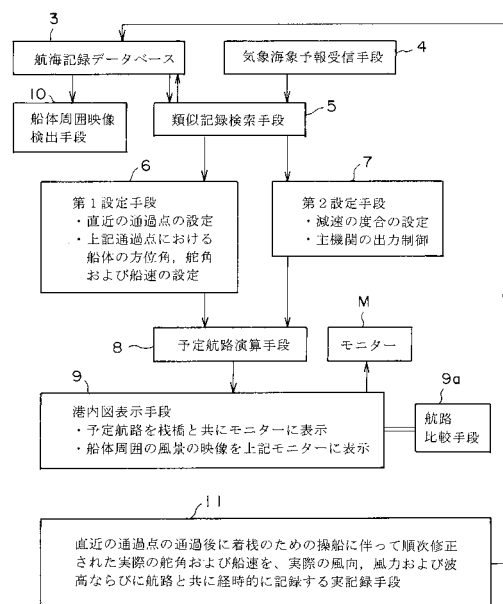 3
航海記録データベース
4
気象海象予報受信手段
10
船体周囲映像
検出手段
5
類似記録検索手段
6
第1設定手段
・直近の通過点の設定
・上記通過点における
船体の方位角，舵角
および船速の設定
7
第2設定手段
・減速の度合の設定
・主機関の出力制御
8
予定航路演算手段
M
モニター
9
港内図表示手段
・予定航路を桟橋と共にモニターに表示
・船体周囲の風景の映像を上記モニターに表示
9a
航路
比較手段
11
直近の通過点の通過後に着桟のための操船に伴って順次修正
された実際の舵角および船速を、実際の風向，風力および波
高ならびに航路と共に経時的に記録する実記録手段